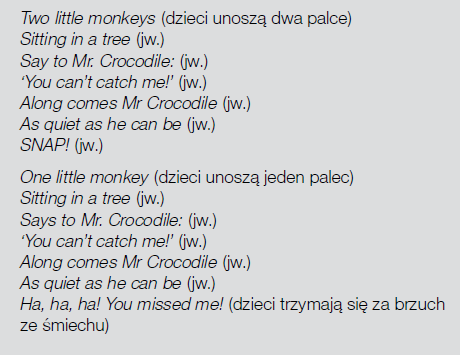 Two little monkeys (dzieci unoszą dwa palce)
Sitting in a tree (jw.)
Say to Mr. Crocodile: (jw.)
‘You can’t catch me!’ (jw.)
Along comes Mr Crocodile (jw.)
As quiet as he can be (jw.)
SNAP! (jw.)
One little monkey (dzieci unoszą jeden palec)
Sitting in a tree (jw.)
Says to Mr. Crocodile: (jw.)
‘You can’t catch me!’ (jw.)
Along comes Mr Crocodile (jw.)
As quiet as he can be (jw.)
Ha, ha, ha! You missed me! (dzieci trzymają się za brzuch
ze śmiechu)